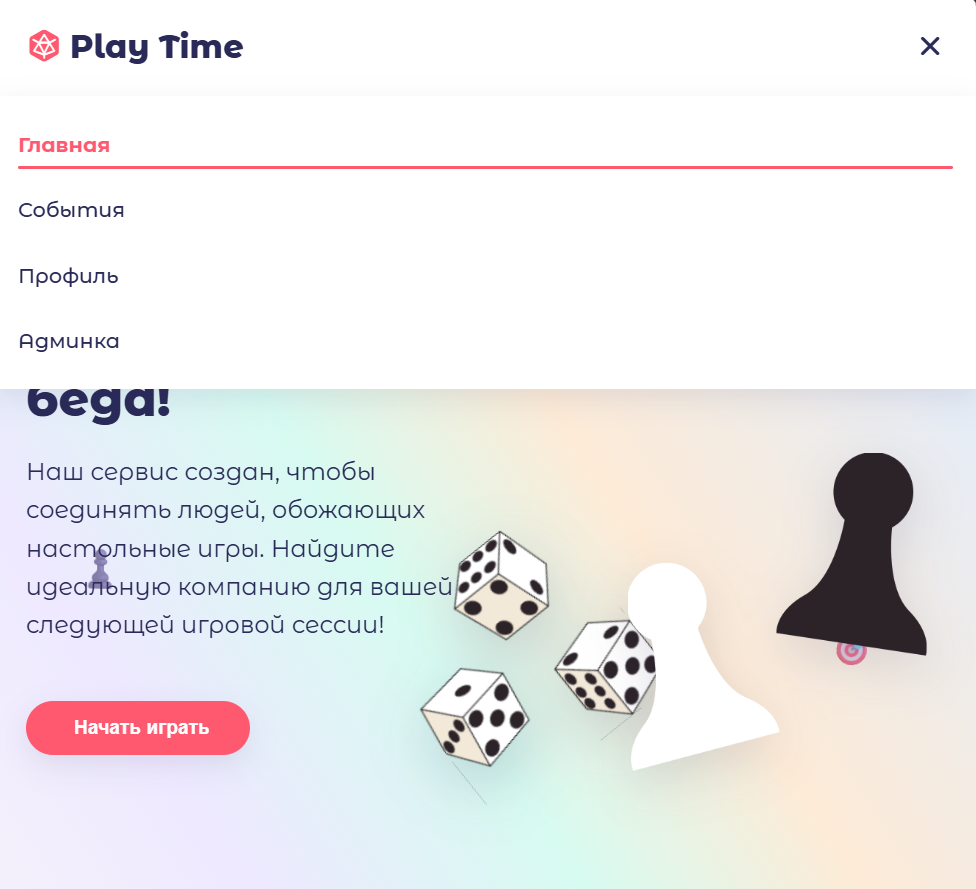 Play Time
Главная
События
Профиль
Админка
беда!
Наш сервис создан, чтобы
соединять людей, обожающих
настольные игры. Найдите
идеальную компанию для вашей
следующей игровой сессии!
Начать играть